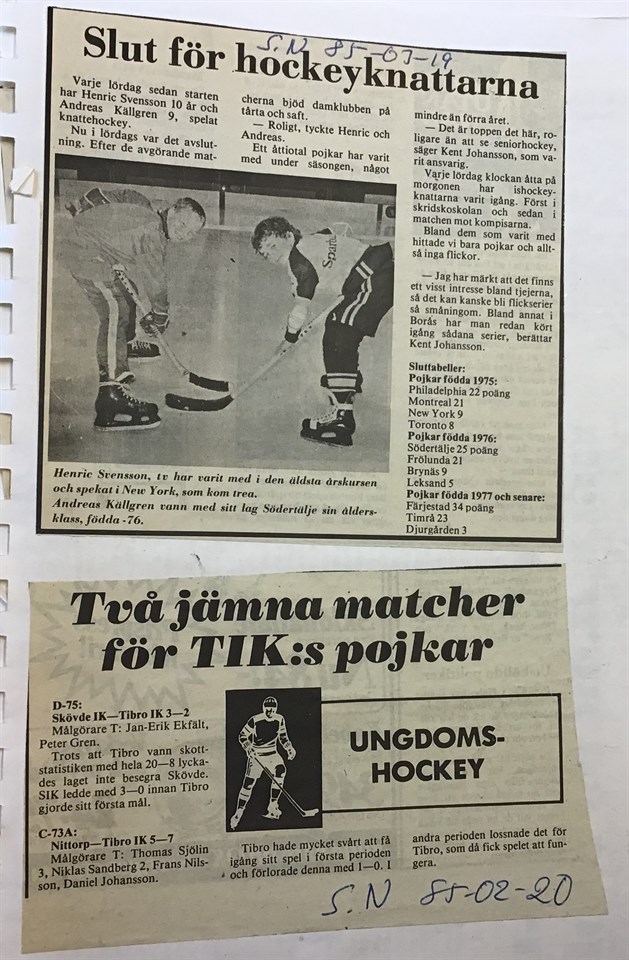 S.N 85-03-19
Slut för
hockeyknattarna
Varje lördag sedan starten
har Henric Svensson 10 år och
Andreas Källgren 9, spelat
knattehockey.
Nu i lördags var det avslut-
ning. Efter de avgörande mat-
cherna bjöd damklubben på
tårta och saft.
— Roligt, tyckte Henric och
Andreas.
Ett åttiotal pojkar har varit
med under säsongen, något
mindre än förra året.
— Det är toppen det här, ro-
ligare än att se seniorhockey,
säger Kent Johansson, som va-
rit ansvarig.
Varje lördag klockan åtta på
morgonen har ishockey-
knattarna varit igång. Först i
skridskoskolan och sedan i
matchen mot kompisarna.
Bland dem som varit med
hittade vi bara pojkar och allt-
så inga flickor.
— Jag har märkt att det finns
ett visst intresse bland tjejerna,
så det kan kanske bli flickserier
så småningom. Bland annat i
Borås har man redan kört
igång sådana serier, berättar
Kent Johansson.
Sluttabeller:
Pojkar födda 1975:
Philadelphia 22 poäng
Montreal 21
New York 9
Toronto 8
Pojkar födda 1976:
Södertälje 25 poäng
Frölunda 21
Brynäs 9
Leksand 5
Pojkar födda 1977 och senare:
Färjestad 34 poäng
Timrå 23
Djurgården 3
Henric Svensson, tv har varit med i den äldsta årskursen
och spekat i New York, som kom trea.
Andreas Källgren vann med sitt lag Södertälje sin ålders-
klass, födda -76.
Två jämna matcher
för TIK:s pojkar
D-75:
Skövde IK—Tibro IK 3—2
Målgörare T: Jan-Erik Ekfält,
Peter Gren.
Trots att Tibro vann skott-
statistiken med hela 20—8 lycka-
des laget inte besegra Skövde.
SIK ledde med 3—0 innan Tibro
gjorde sitt första mål.
C-73A:
Nittorp—Tibro IK 5—7
Målgörare T: Thomas Sjölin
3, Niklas Sandberg 2, Frans Nils-
son, Daniel Johansson.
UNGDOMS-
HOCKEY
Tibro hade mycket svårt att få
igång sitt spel i första perioden
och förlorade denna med 1—0. I
andra perioden lossnade det för
Tibro, som då fick spelet att fun-
gera.
S.N 85-02-20